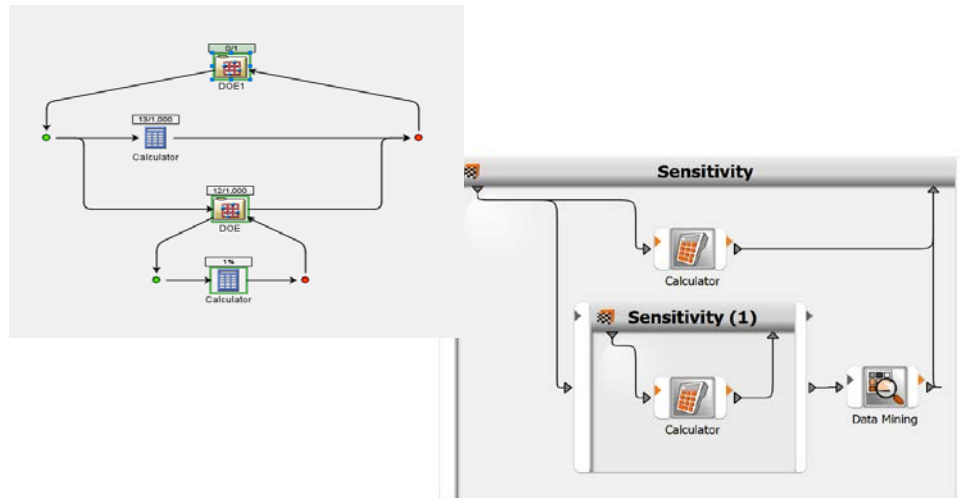 0/1
DOE1
13/1,000
Calculator
12/1,000
DOE
1%
Calculator
Sensitivity
Calculator
Sensitivity (1)
Calculator
Data Mining